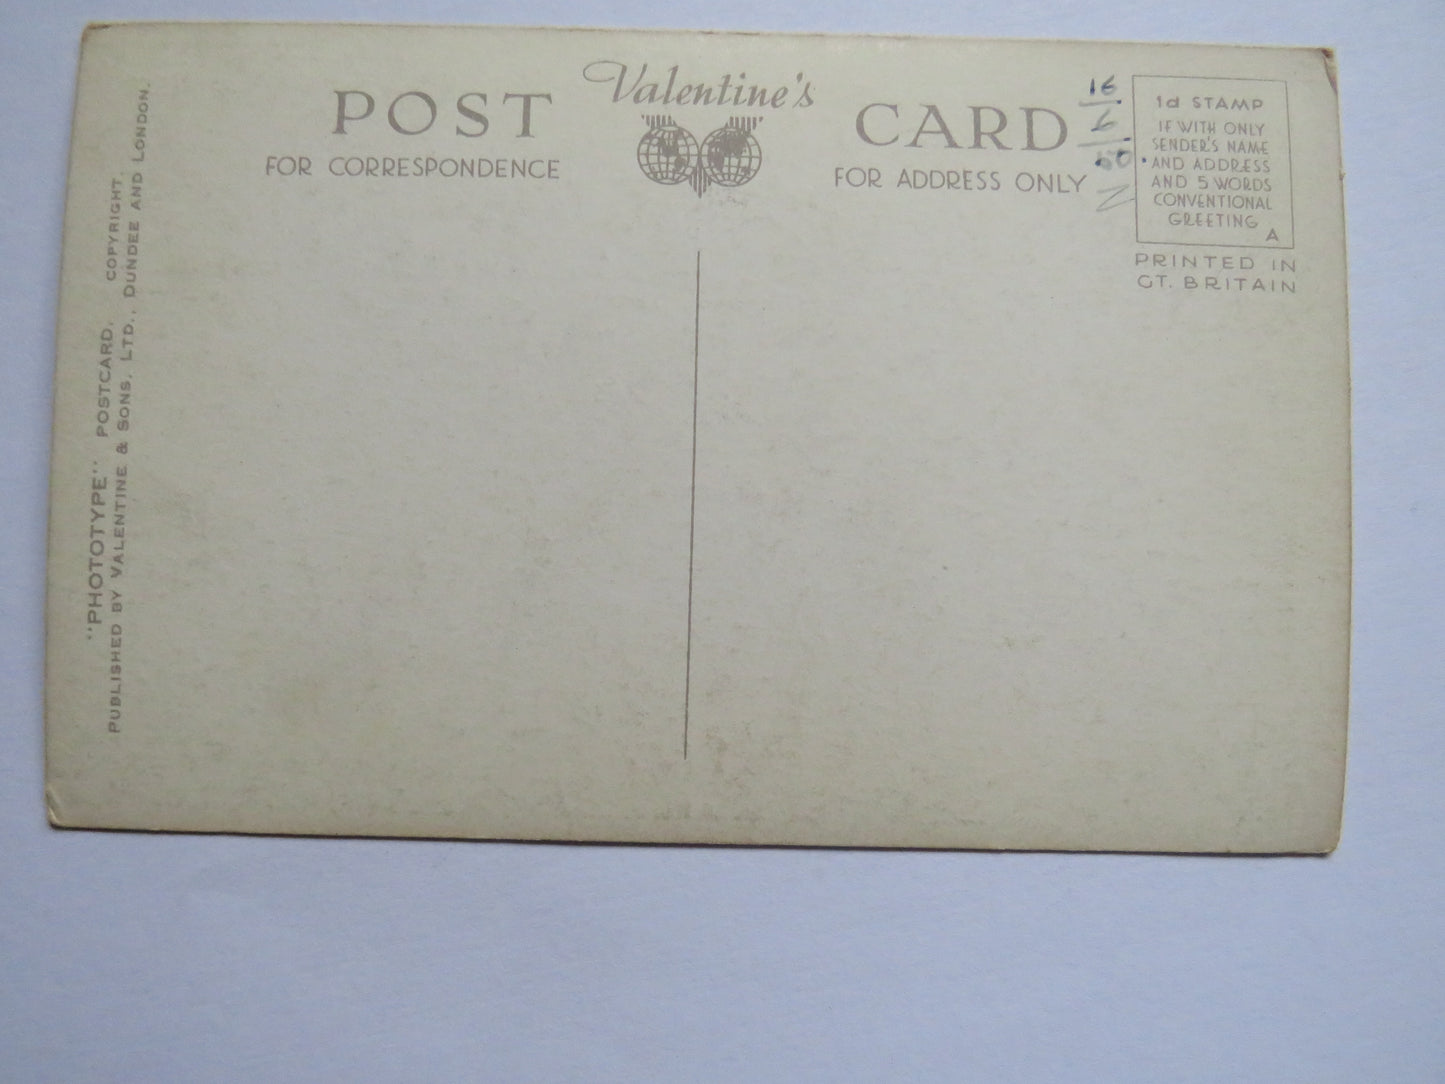 Valentine's
POST CARD
FOR CORRESPONDENCE
FOR ADDRESS ONLY
16
6
50
1d STAMP
IF WITH ONLY
SENDER'S NAME
AND ADDRESS
AND 5 WORDS
CONVENTIONAL
GREETING
A
PRINTED IN
GT. BRITAIN
"PHOTOTYPE" POSTCARD. COPYRIGHT.
PUBLISHED BY VALENTINE & SONS, LTD., DUNDEE AND LONDON.